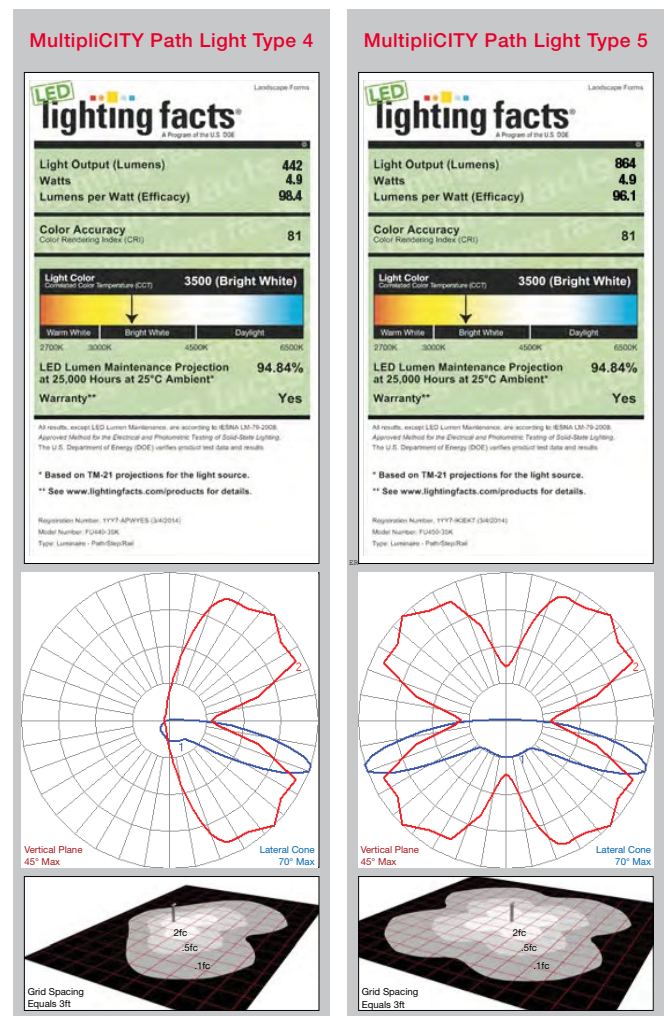 MultipliCITY Path Light Type 4
LED
lighting facts®
Landscape Forms
A Program of the U.S. DOE
Light Output (Lumens) 442
Watts 4.9
Lumens per Watt (Efficacy) 98.4
Color Accuracy
Color Rendering Index (CRI) 81
Light Color
Correlated Color Temperature (CCT) 3500 (Bright White)
Warm White Bright White Daylight
2700K 3000K 4500K 6500K
LED Lumen Maintenance Projection
at 25,000 Hours at 25°C Ambient* 94.84%
Warranty** Yes
All results, except LED Lumen Maintenance, are according to IESNA LM-79-2008:
Approved Method for the Electrical and Photometric Testing of Solid-State Lighting.
The U.S. Department of Energy (DOE) verifies product test data and results
* Based on TM-21 projections for the light source.
** See www.lightingfacts.com/products for details.
Registration Number: 1YY7-APWYES (3/4/2014)
Model Number: FU440-35K
Type: Luminaire - Path/Step/Rail
2
Vertical Plane
45° Max
Lateral Cone
70° Max
2fc
.5fc
.1fc
Grid Spacing
Equals 3ft
MultipliCITY Path Light Type 5
LED
lighting facts®
Landscape Forms
A Program of the U.S. DOE
Light Output (Lumens) 864
Watts 4.9
Lumens per Watt (Efficacy) 96.1
Color Accuracy
Color Rendering Index (CRI) 81
Light Color
Correlated Color Temperature (CCT) 3500 (Bright White)
Warm White Bright White Daylight
2700K 3000K 4500K 6500K
LED Lumen Maintenance Projection
at 25,000 Hours at 25°C Ambient* 94.84%
Warranty** Yes
All results, except LED Lumen Maintenance, are according to IESNA LM-79-2008:
Approved Method for the Electrical and Photometric Testing of Solid-State Lighting.
The U.S. Department of Energy (DOE) verifies product test data and results
* Based on TM-21 projections for the light source.
** See www.lightingfacts.com/products for details.
Registration Number: 1YY7-IKIEK7 (3/4/2014)
Model Number: FU450-35K
Type: Luminaire - Path/Step/Rail
2
1
Vertical Plane
45° Max
Lateral Cone
70° Max
2fc
.5fc
.1fc
Grid Spacing
Equals 3ft